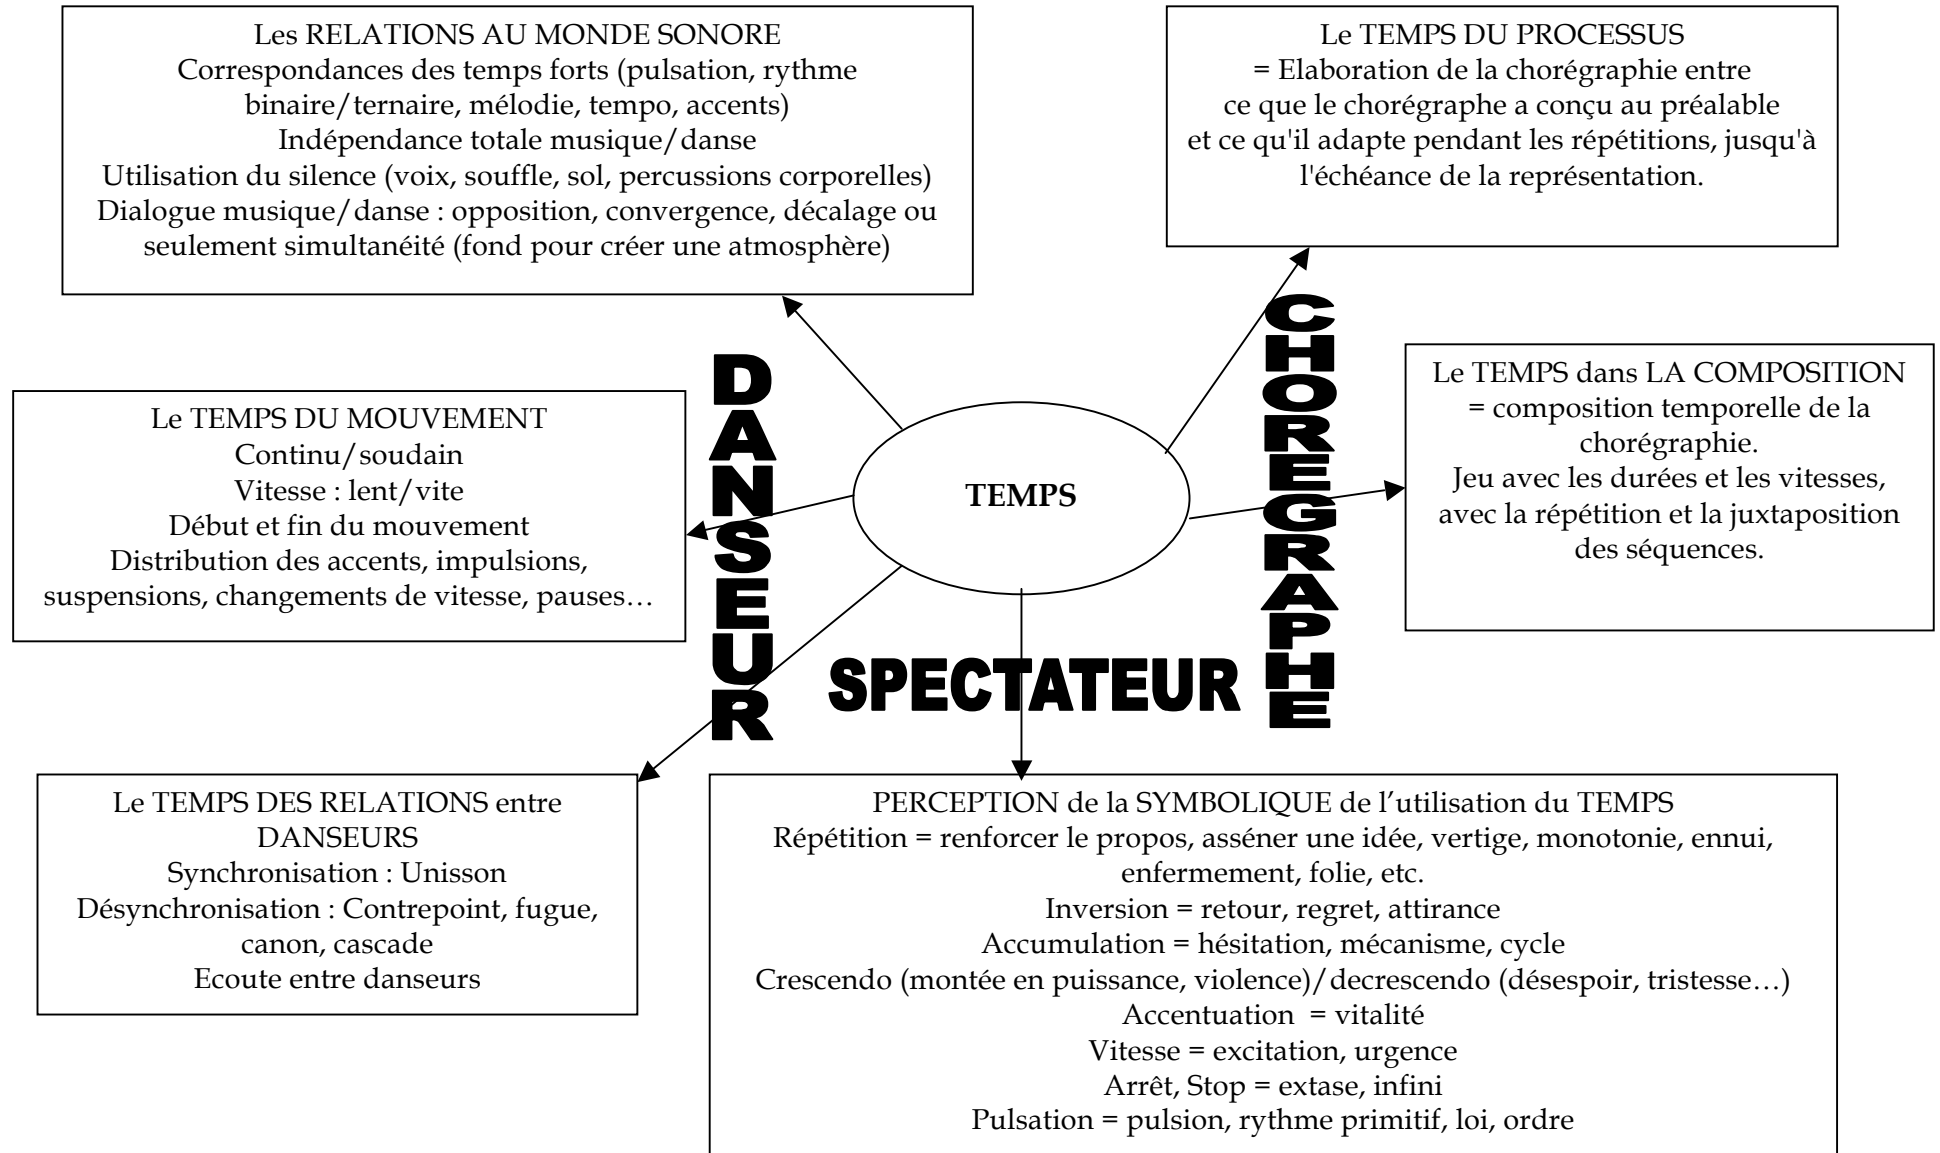 Les RELATIONS AU MONDE SONORE
Correspondances des temps forts (pulsation, rythme
binaire/ternaire, mélodie, tempo, accents)
Indépendance totale musique/danse
Utilisation du silence (voix, souffle, sol, percussions corporelles)
Dialogue musique/danse : opposition, convergence, décalage ou
seulement simultanéité (fond pour créer une atmosphère)
Le TEMPS DU PROCESSUS
= Elaboration de la chorégraphie entre
ce que le chorégraphe a conçu au préalable
et ce qu'il adapte pendant les répétitions, jusqu'à
l'échéance de la représentation.
Le TEMPS DU MOUVEMENT
Continu/soudain
Vitesse : lent/vite
Début et fin du mouvement
Distribution des accents, impulsions,
suspensions, changements de vitesse, pauses…
DANSEUR
TEMPS
CHOREGRAPHE
Le TEMPS dans LA COMPOSITION
= composition temporelle de la
chorégraphie.
Jeu avec les durées et les vitesses,
avec la répétition et la juxtaposition
des séquences.
SPECTATEUR
Le TEMPS DES RELATIONS entre
DANSEURS
Synchronisation : Unisson
Désynchronisation : Contrepoint, fugue,
canon, cascade
Ecoute entre danseurs
PERCEPTION de la SYMBOLIQUE de l’utilisation du TEMPS
Répétition = renforcer le propos, asséner une idée, vertige, monotonie, ennui,
enfermement, folie, etc.
Inversion = retour, regret, attirance
Accumulation = hésitation, mécanisme, cycle
Crescendo (montée en puissance, violence)/decrescendo (désespoir, tristesse…)
Accentuation = vitalité
Vitesse = excitation, urgence
Arrêt, Stop = extase, infini
Pulsation = pulsion, rythme primitif, loi, ordre